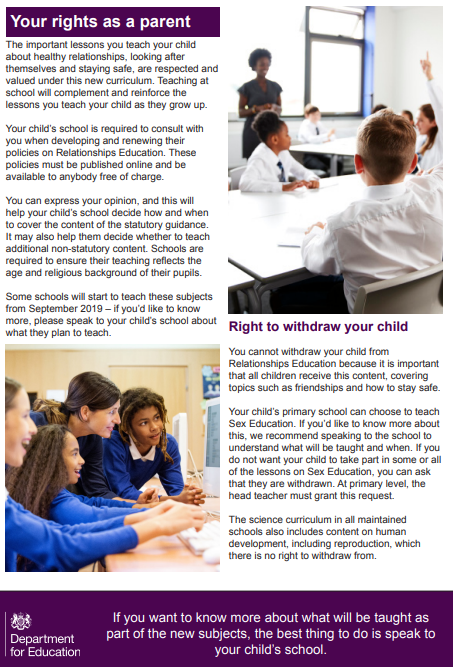 Your rights as a parent
The important lessons you teach your child
about healthy relationships, looking after
themselves and staying safe, are respected and
valued under this new curriculum. Teaching at
school will complement and reinforce the
lessons you teach your child as they grow up.
Your child's school is required to consult with
you when developing and renewing their
policies on Relationships Education. These
policies must be published online and be
available to anybody free of charge.
You can express your opinion, and this will
help your child's school decide how and when
to cover the content of the statutory guidance.
It may also help them decide whether to teach
additional non-statutory content. Schools are
required to ensure their teaching reflects the
age and religious background of their pupils.
Some schools will start to teach these subjects
from September 2019 – if you'd like to know
more, please speak to your child's school about
what they plan to teach.
Right to withdraw your child
You cannot withdraw your child from
Relationships Education because it is important
that all children receive this content, covering
topics such as friendships and how to stay safe.
Your child's primary school can choose to teach
Sex Education. If you'd like to know more about
this, we recommend speaking to the school to
understand what will be taught and when. If you
do not want your child to take part in some or all
of the lessons on Sex Education, you can ask
that they are withdrawn. At primary level, the
head teacher must grant this request.
The science curriculum in all maintained
schools also includes content on human
development, including reproduction, which
there is no right to withdraw from.
Department
for Education
If you want to know more about what will be taught as
part of the new subjects, the best thing to do is speak to
your child's school.